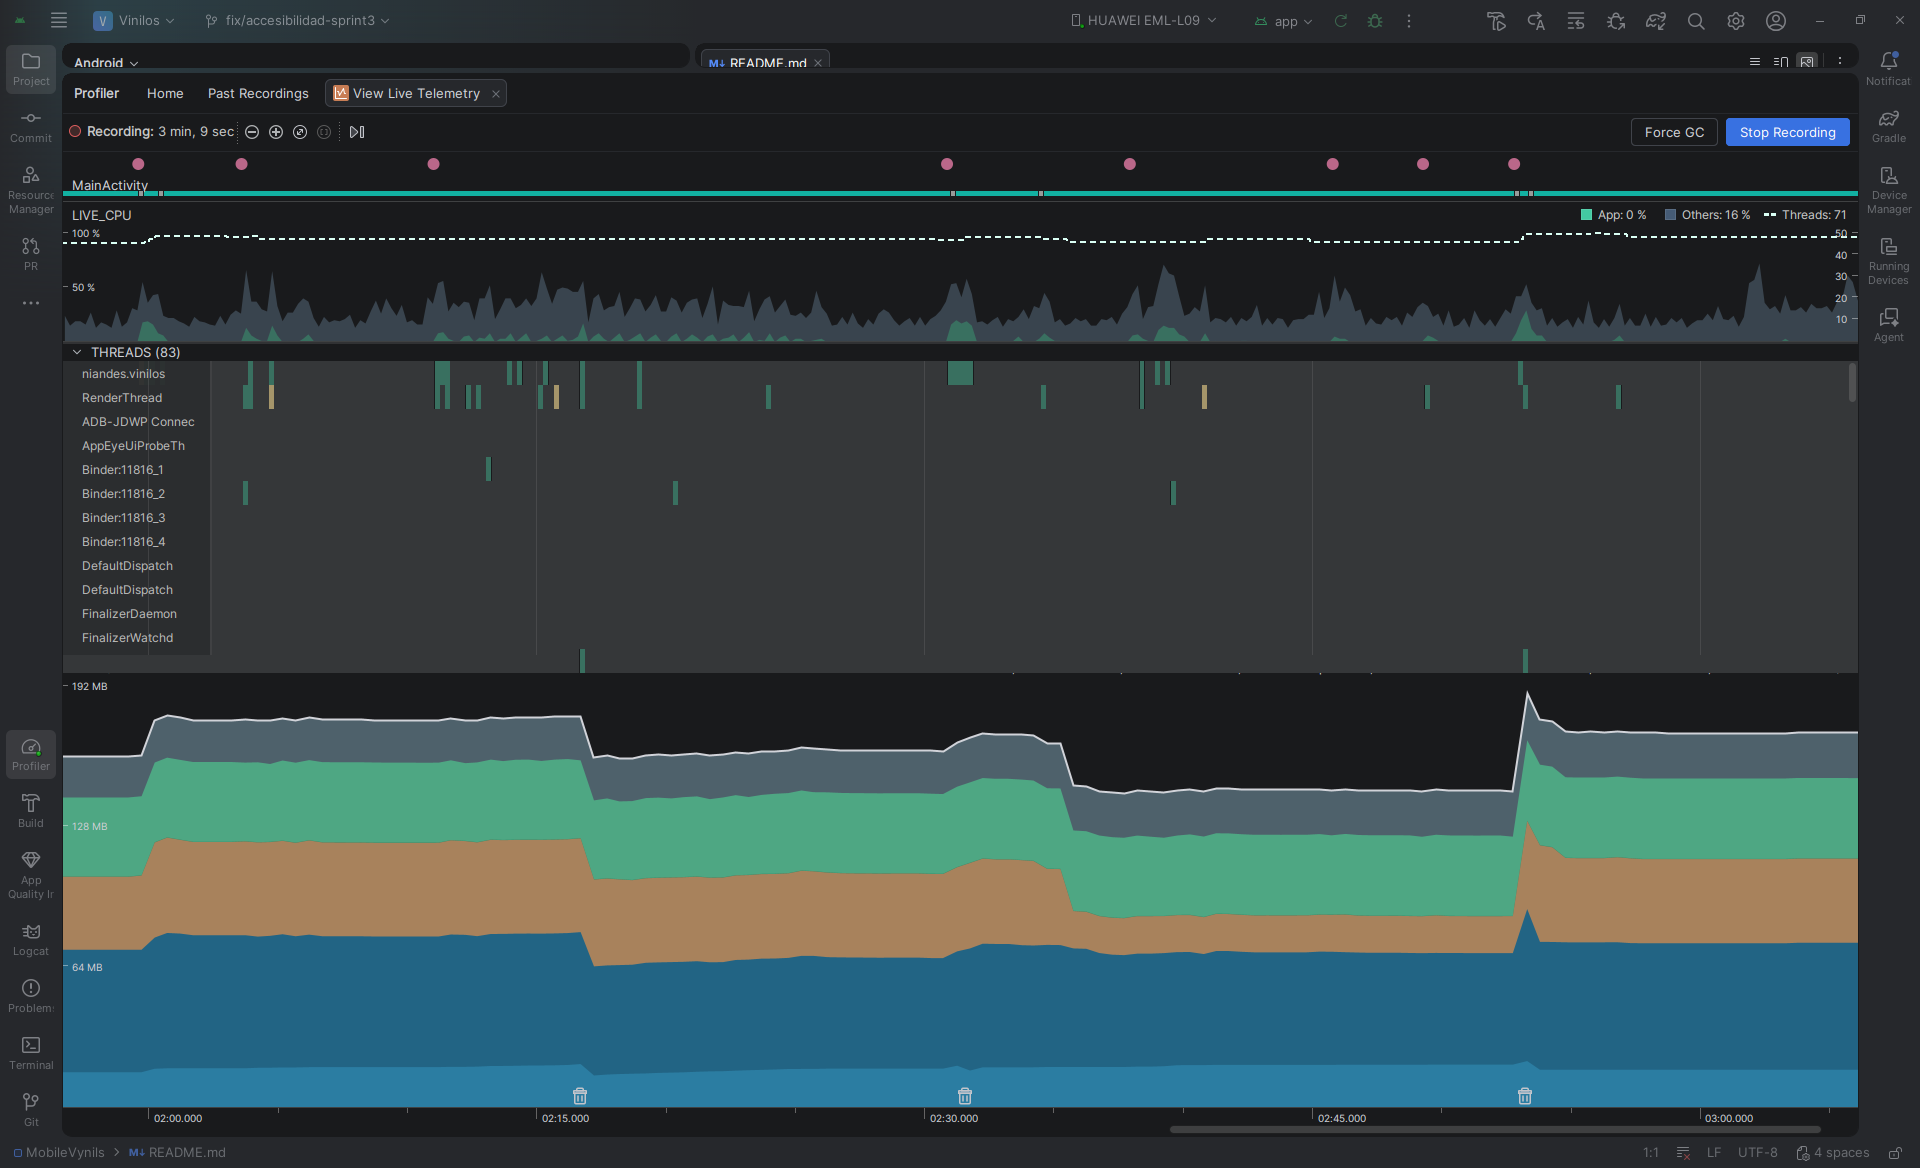 V Vinilos fix/accesibilidad-sprint3 HUAWEI EML-L09 app
Android
README.md
Project
Commit
Resource
Manager
PR
Profiler
Build
App
Quality In
Logcat
Problems
Terminal
Git
Profiler Home Past Recordings View Live Telemetry
Recording: 3 min, 9 sec
Force GC Stop Recording
MainActivity
LIVE_CPU
App: 0 % Others: 16 % Threads: 71
100 %
50 %
50
40
30
20
10
THREADS (83)
niandes.vinilos
RenderThread
ADB-JDWP Connec
AppEyeUiProbeTh
Binder:11816_1
Binder:11816_2
Binder:11816_3
Binder:11816_4
DefaultDispatch
DefaultDispatch
FinalizerDaemon
FinalizerWatchd
192 MB
128 MB
64 MB
02:00.000 02:15.000 02:30.000 02:45.000 03:00.000
Notificat
Gradle
Device
Manager
Running
Devices
Agent
MobileVynils > README.md
1:1 LF UTF-8 4 spaces